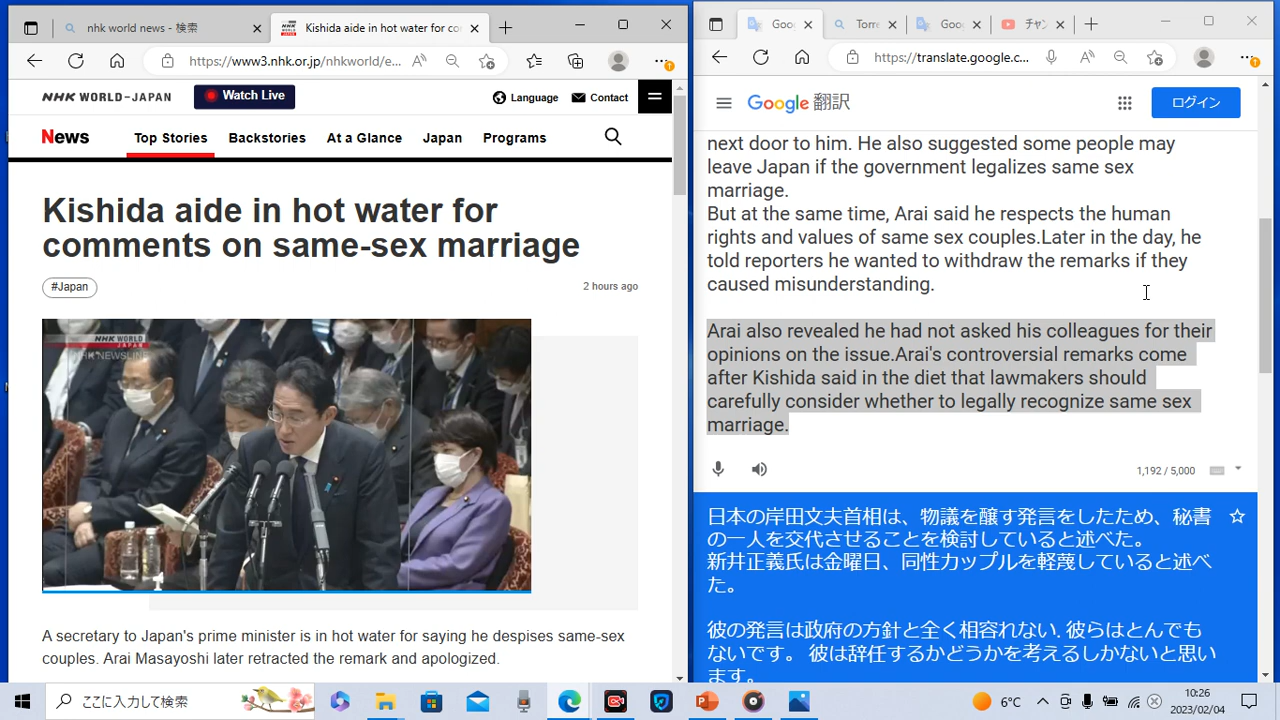 nhk world news - 検索
Kishida aide in hot water for co
https://www3.nhk.or.jp/nhkworld/e...
NHK WORLD-JAPAN
Watch Live
Language
Contact
News
Top Stories
Backstories
At a Glance
Japan
Programs
Kishida aide in hot water for
comments on same-sex marriage
#Japan
2 hours ago
NHK WORLD
NHK NEWSLINE
A secretary to Japan's prime minister is in hot water for saying he despises same-sex
couples. Arai Masayoshi later retracted the remark and apologized.
Goo
Torre
Goo
チャン
https://translate.google.c...
Google 翻訳
ログイン
next door to him. He also suggested some people may
leave Japan if the government legalizes same sex
marriage.
But at the same time, Arai said he respects the human
rights and values of same sex couples.Later in the day, he
told reporters he wanted to withdraw the remarks if they
caused misunderstanding.
Arai also revealed he had not asked his colleagues for their
opinions on the issue.Arai's controversial remarks come
after Kishida said in the diet that lawmakers should
carefully consider whether to legally recognize same sex
marriage.
1,192 / 5,000
日本の岸田文夫首相は、物議を醸す発言をしたため、秘書
の一人を交代させることを検討していると述べた。
新井正義氏は金曜日、同性カップルを軽蔑していると述べ
た。
彼の発言は政府の方針と全く相容れない. 彼らはとんでも
ないです。 彼は辞任するかどうかを考えるしかないと思い
ます。
ここに入力して検索
6°C
10:26
2023/02/04